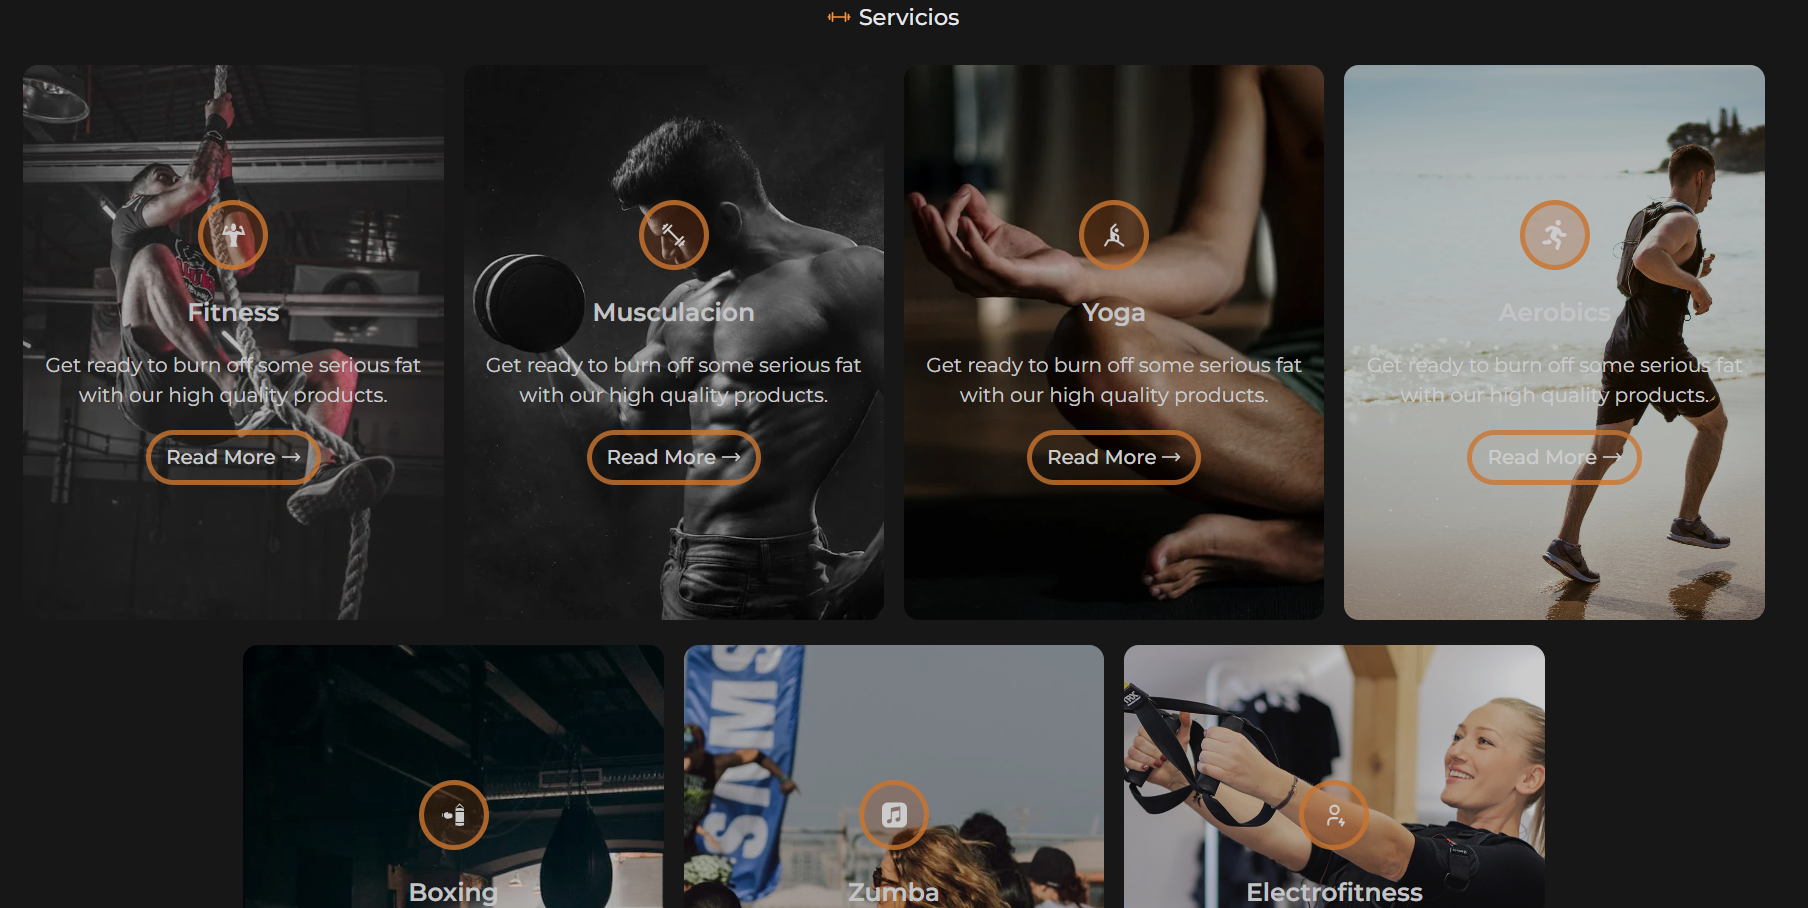 Servicios
Fitness
Get ready to burn off some serious fat
with our high quality products.
Read More →
Musculacion
Get ready to burn off some serious fat
with our high quality products.
Read More →
Yoga
Get ready to burn off some serious fat
with our high quality products.
Read More →
Aerobics
Get ready to burn off some serious fat
with our high quality products.
Read More →
Boxing
SAMS
Zumba
Electrofitness